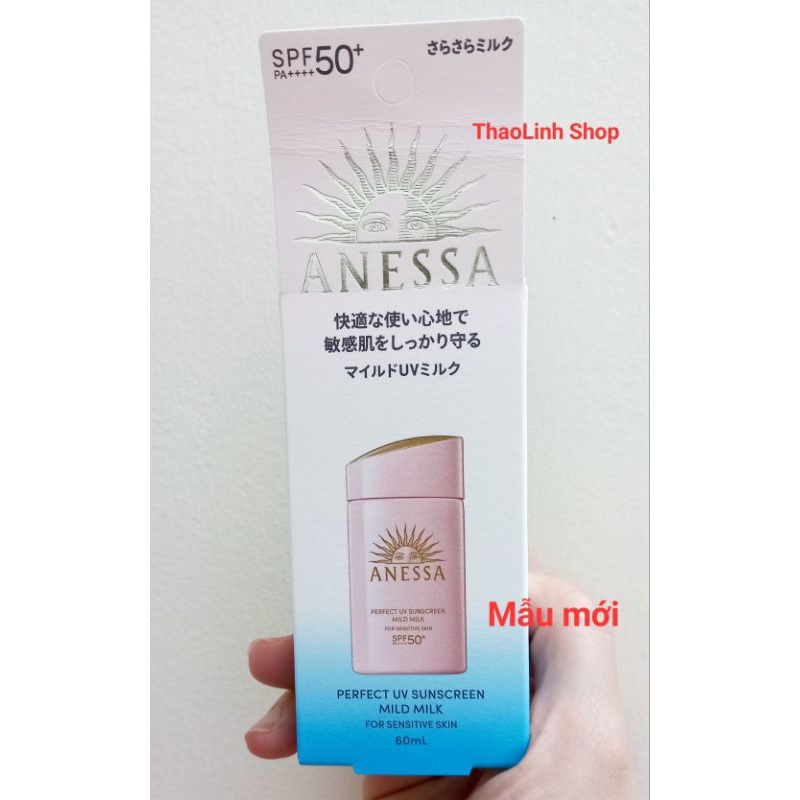 SPF50+
PA++++
さらさらミルク
ThaoLinh Shop
ANESSA
快適な使い心地で
敏感肌をしっかり守る
マイルドUVミルク
ANESSA
PERFECT UV SUNSCREEN
MILD MILK
FOR SENSITIVE SKIN
SPF50+
PA++++
Mẫu mới
PERFECT UV SUNSCREEN
MILD MILK
FOR SENSITIVE SKIN
60mL